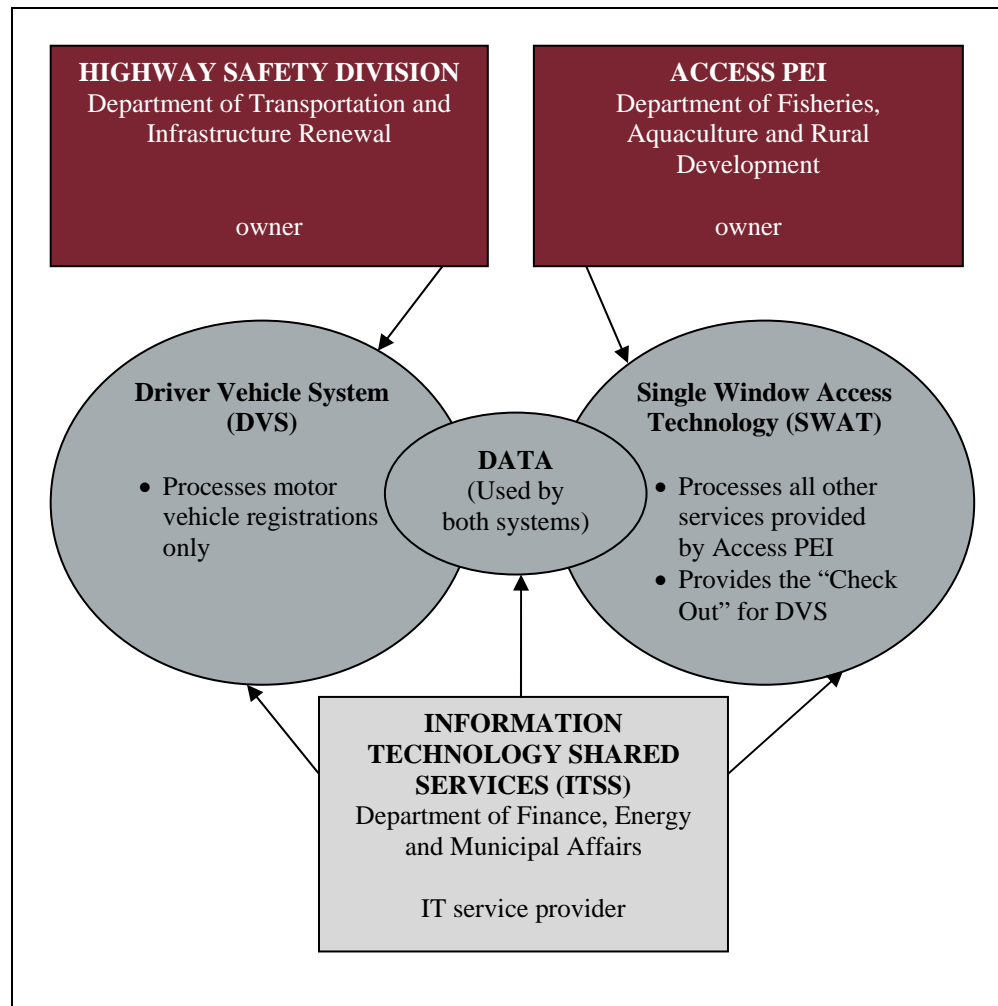 HIGHWAY SAFETY DIVISION
Department of Transportation and
Infrastructure Renewal
owner
ACCESS PEI
Department of Fisheries,
Aquaculture and Rural
Development
owner
Driver Vehicle System
(DVS)
• Processes motor
vehicle registrations
only
DATA
(Used by
both systems)
Single Window Access
Technology (SWAT)
• Processes all other
services provided
by Access PEI
• Provides the “Check
Out” for DVS
INFORMATION
TECHNOLOGY SHARED
SERVICES (ITSS)
Department of Finance, Energy
and Municipal Affairs
IT service provider